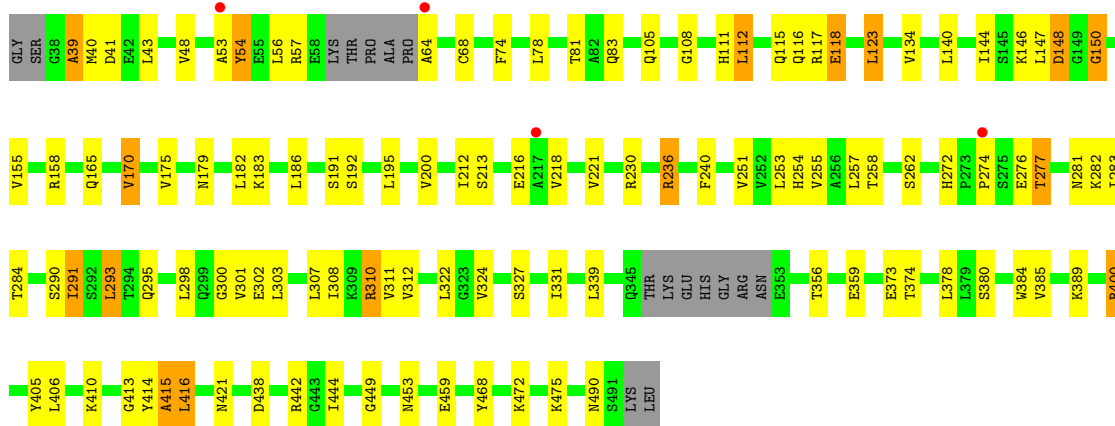 GLY SER G38 A39 M40 D41 E42 L43 V48 A53 Y54 E55 L56 R57 E58 LYS THR PRO ALA PRO A64 C68 F74 L78 T81 A82 Q83 Q105 G108 H111 L112 Q115 Q116 R117 E118 L123 V134 L140 I144 S145 K146 L147 D148 G149 G150
V155 R158 Q165 V170 V175 N179 L182 K183 L186 S191 S192 L195 V200 I212 S213 E216 A217 V218 V221 R230 R236 F240 V251 V252 L253 H254 V255 A256 L257 T258 S262 H272 P273 P274 S275 E276 T277 N281 K282 I283
T284 S290 I291 S292 L293 T294 Q295 L298 Q299 G300 V301 E302 L303 L307 I308 K309 R310 V311 V312 L322 G323 V324 S327 I331 L339 Q345 THR LYS GLU HIS GLY ARG ASN E353 T356 E359 E373 T374 L378 L379 S380 W384 V385 K389
Y405 L406 K410 G413 Y414 A415 L416 N421 D438 R442 G443 I444 G449 N453 E459 Y468 K472 K475 N490 S491 LYS LEU